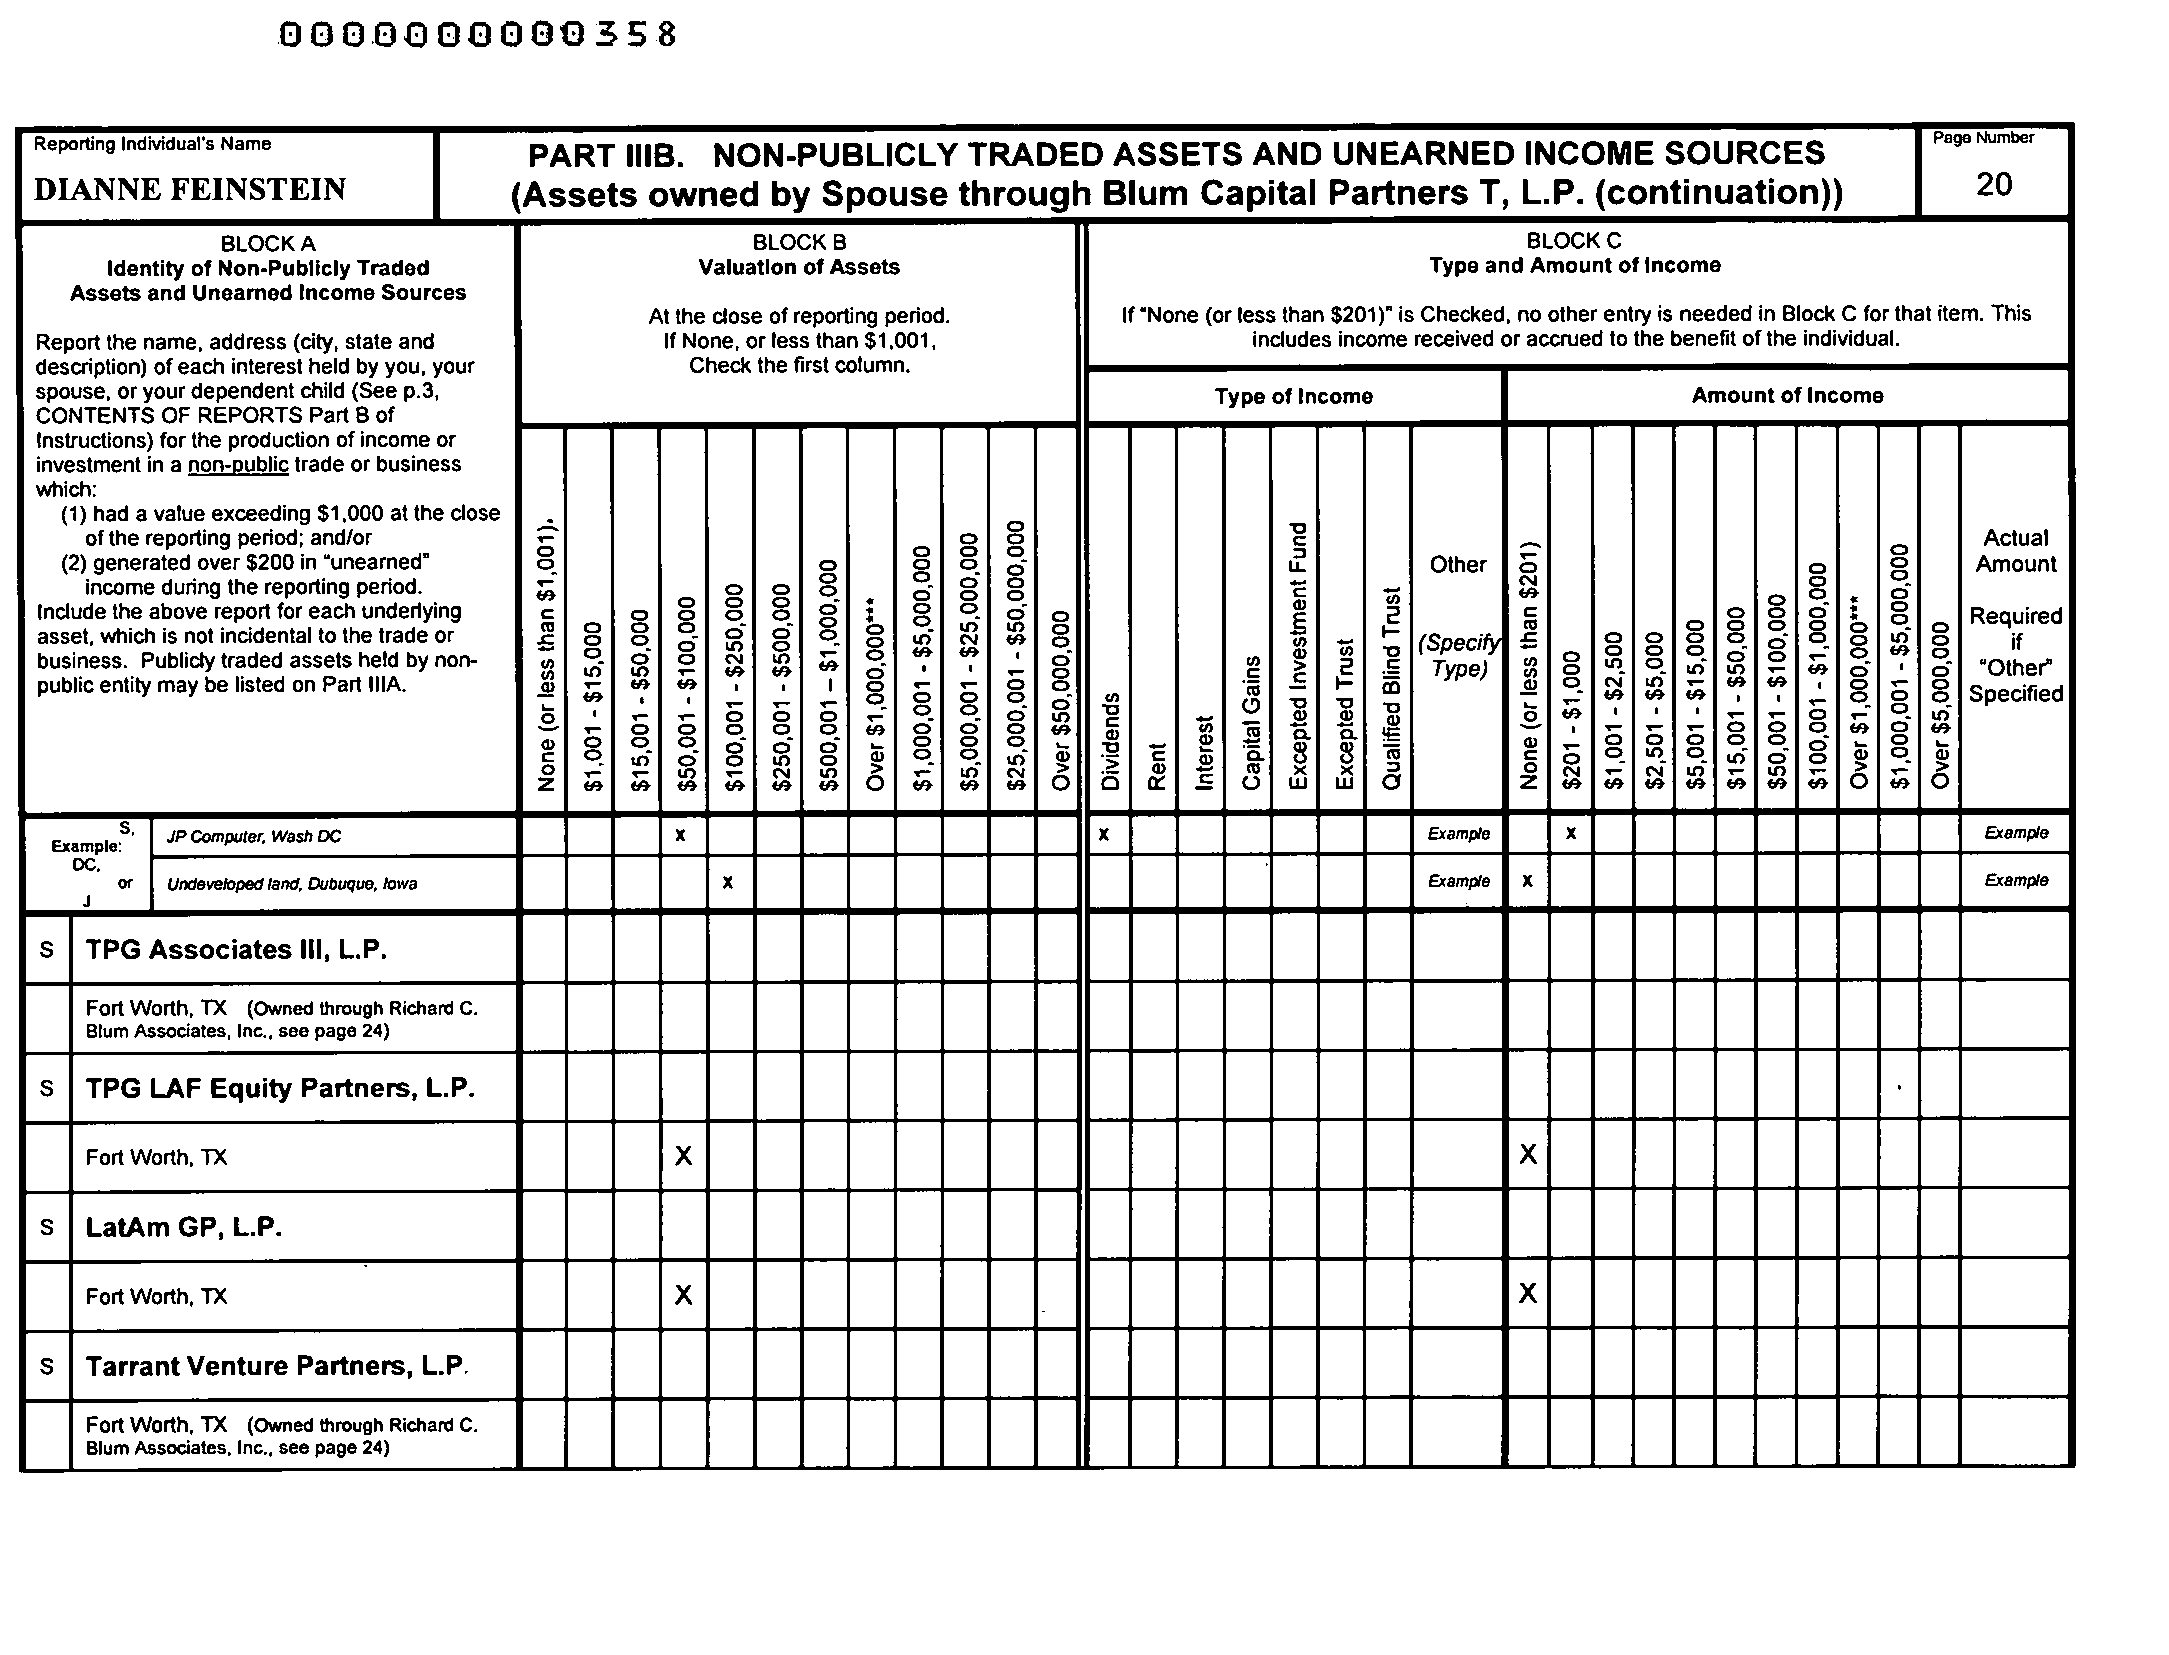 0000000000358
Reporting Individual's Name
DIANNE FEINSTEIN
PART IIIB. NON-PUBLICLY TRADED ASSETS AND UNEARNED INCOME SOURCES
(Assets owned by Spouse through Blum Capital Partners T, L.P. (continuation))
Page Number
20
BLOCK A
Identity of Non-Publicly Traded
Assets and Unearned Income Sources
Report the name, address (city, state and
description) of each interest held by you, your
spouse, or your dependent child (See p.3,
CONTENTS OF REPORTS Part B of
Instructions) for the production of income or
investment in a non-public trade or business
which:
(1) had a value exceeding $1,000 at the close
of the reporting period; and/or
(2) generated over $200 in "unearned"
income during the reporting period.
Include the above report for each underlying
asset, which is not incidental to the trade or
business. Publicly traded assets held by non-
public entity may be listed on Part IIIA.
BLOCK B
Valuation of Assets
At the close of reporting period.
If None, or less than $1,001,
Check the first column.
None (or less than $1,001),
$1,001 - $15,000
$15,001 - $50,000
$50,001 - $100,000
$100,001 - $250,000
$250,001 - $500,000
$500,001 – $1,000,000
Over $1,000,000***
$1,000,001 - $5,000,000
$5,000,001 - $25,000,000
$25,000,001 - $50,000,000
Over $50,000,000
BLOCK C
Type and Amount of Income
If "None (or less than $201)" is Checked, no other entry is needed in Block C for that item. This
includes income received or accrued to the benefit of the individual.
Type of Income
Dividends
Rent
Interest
Capital Gains
Excepted Investment Fund
Excepted Trust
Qualified Blind Trust
Other
(Specify
Type)
Amount of Income
None (or less than $201)
$201 - $1,000
$1,001 - $2,500
$2,501 - $5,000
$5,001 - $15,000
$15,001 - $50,000
$50,001 - $100,000
$100,001 - $1,000,000
Over $1,000,000***
$1,000,001 - $5,000,000
Over $5,000,000
Actual
Amount
Required
if
"Other"
Specified
S,
Example:
DC,
or
J
JP Computer, Wash DC X X Example X Example
Undeveloped land, Dubuque, Iowa X Example X Example
S TPG Associates III, L.P.
Fort Worth, TX (Owned through Richard C.
Blum Associates, Inc., see page 24)
S TPG LAF Equity Partners, L.P.
Fort Worth, TX X X
S LatAm GP, L.P.
Fort Worth, TX X X
S Tarrant Venture Partners, L.P.
Fort Worth, TX (Owned through Richard C.
Blum Associates, Inc., see page 24)